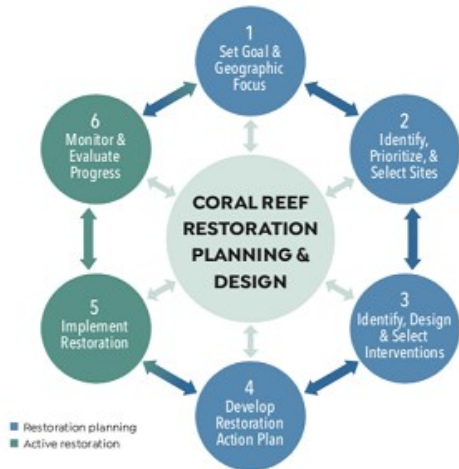 1
Set Goal &
Geographic
Focus
2
Identify,
Prioritize, &
Select Sites
3
Identify, Design
& Select
Interventions
4
Develop
Restoration
Action Plan
5
Implement
Restoration
6
Monitor &
Evaluate
Progress
CORAL REEF
RESTORATION
PLANNING &
DESIGN
Restoration planning
Active restoration